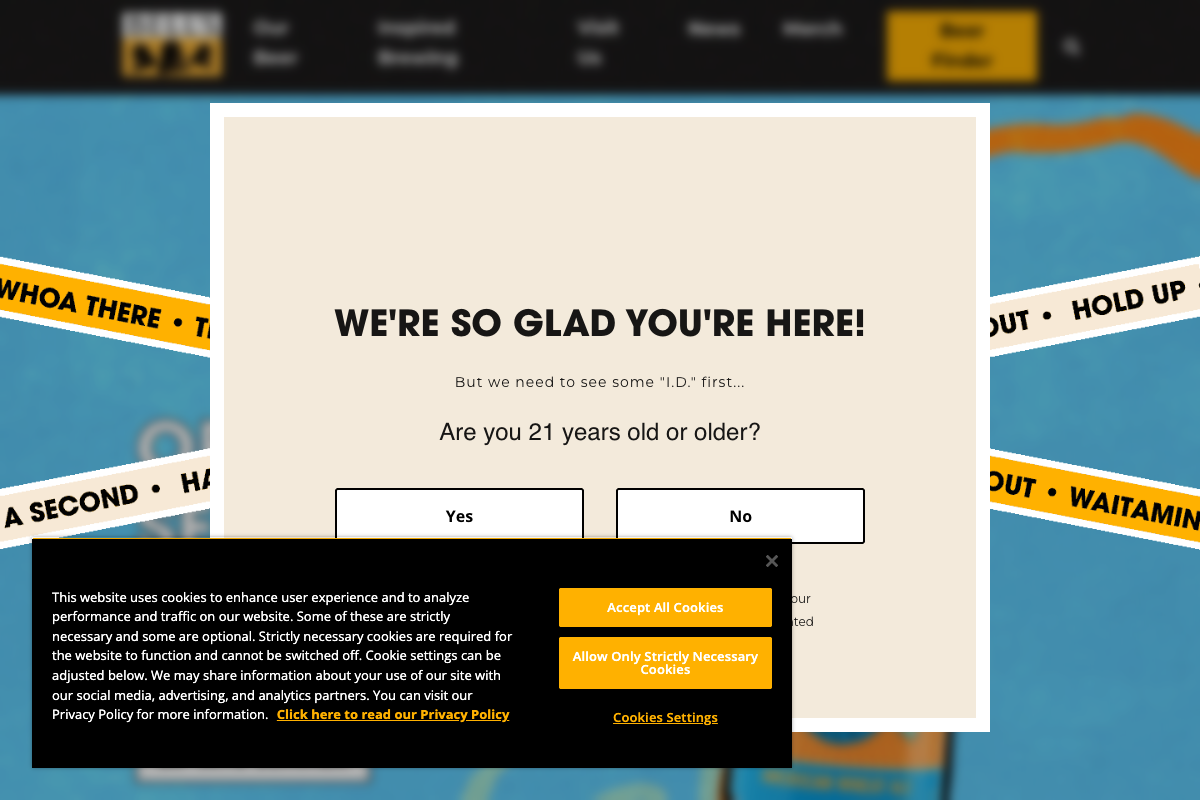 BELL'S
Our
Beer
Inspired
Brewing
Visit
Us
News
Merch
Beer
Finder
WHOA THERE •
OUT • HOLD UP
WE'RE SO GLAD YOU'RE HERE!
But we need to see some "I.D." first...
Are you 21 years old or older?
A SECOND •
OUT • WAITAMIN
Yes
No
This website uses cookies to enhance user experience and to analyze
performance and traffic on our website. Some of these are strictly
necessary and some are optional. Strictly necessary cookies are required for
the website to function and cannot be switched off. Cookie settings can be
adjusted below. We may share information about your use of our site with
our social media, advertising, and analytics partners. You can visit our
Privacy Policy for more information. Click here to read our Privacy Policy
Accept All Cookies
Allow Only Strictly Necessary
Cookies
Cookies Settings